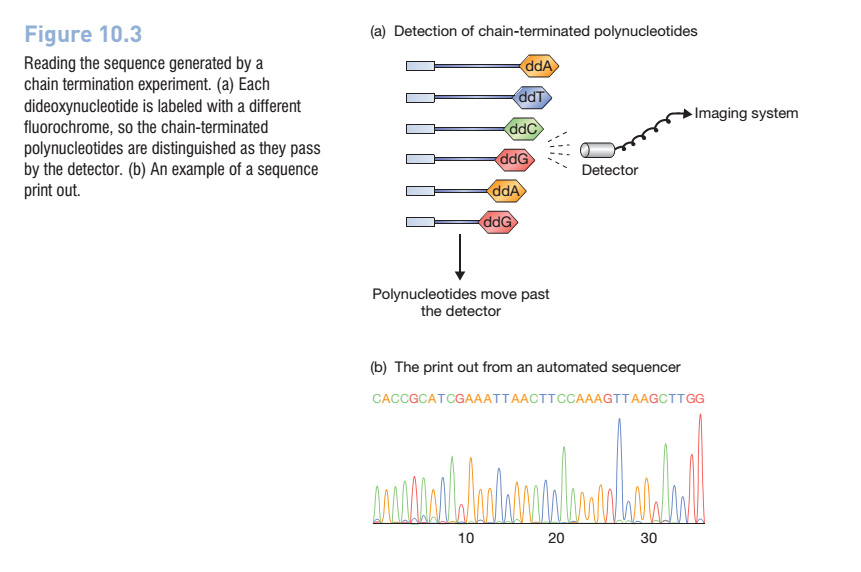 Figure 10.3
Reading the sequence generated by a
chain termination experiment. (a) Each
dideoxynucleotide is labeled with a different
fluorochrome, so the chain-terminated
polynucleotides are distinguished as they pass
by the detector. (b) An example of a sequence
print out.
(a) Detection of chain-terminated polynucleotides
ddA
ddT
ddC
ddG
ddA
ddG
Imaging system
Detector
Polynucleotides move past
the detector
(b) The print out from an automated sequencer
CACCGCATCGAAATTAACTTCCAAAGTTAAGCTTGG
10 20 30